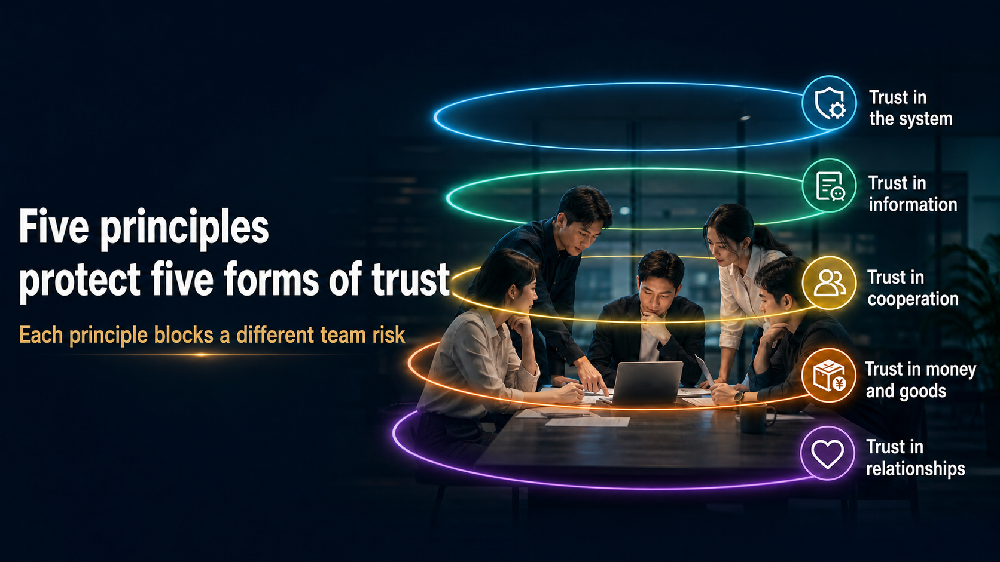 Five principles
protect five forms of trust
Each principle blocks a different team risk
Trust in
the system
Trust in
information
Trust in
cooperation
Trust in money
and goods
¥
Trust in
relationships